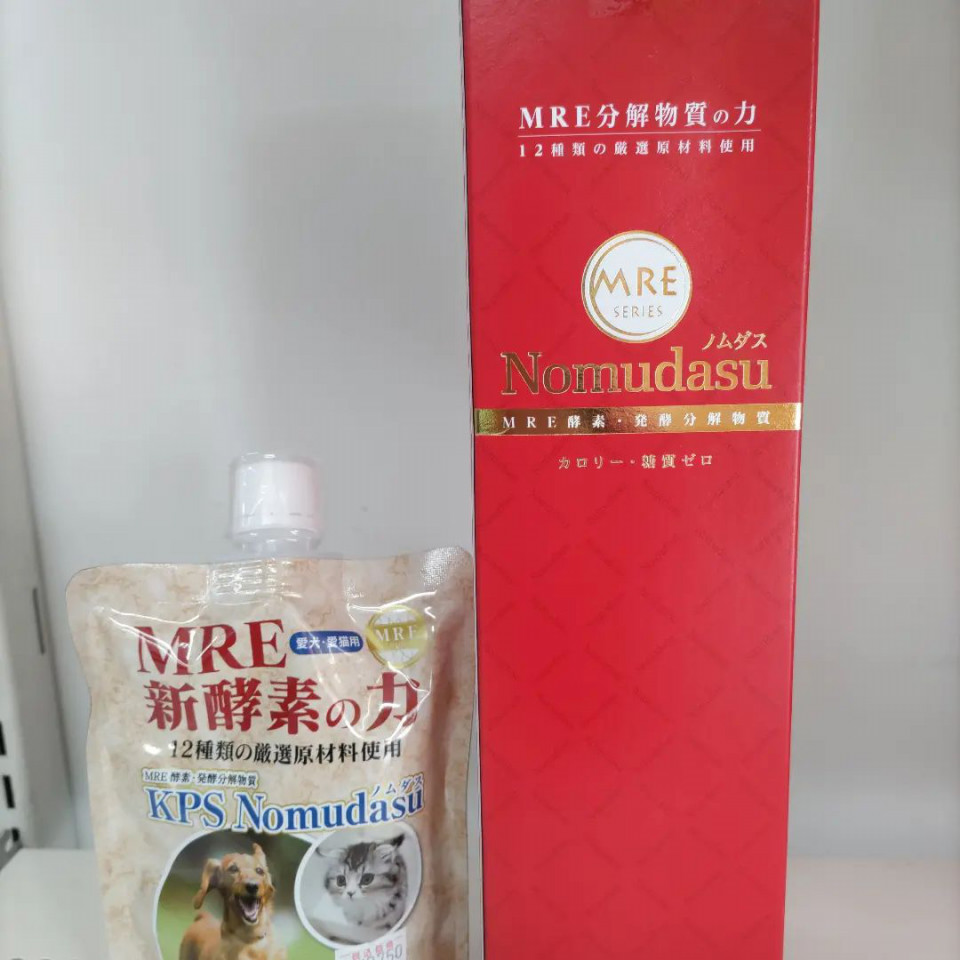 MRE分解物質の力
12種類の厳選原材料使用
MRE
SERIES
ノムダス
Nomudasu
MRE酵素・発酵分解物質
カロリー・糖質ゼロ
MRE
愛犬・愛猫用
MRE
新酵素の力
12種類の厳選原材料使用
MRE 酵素・発酵分解物質
ノムダス
KPS Nomudasu